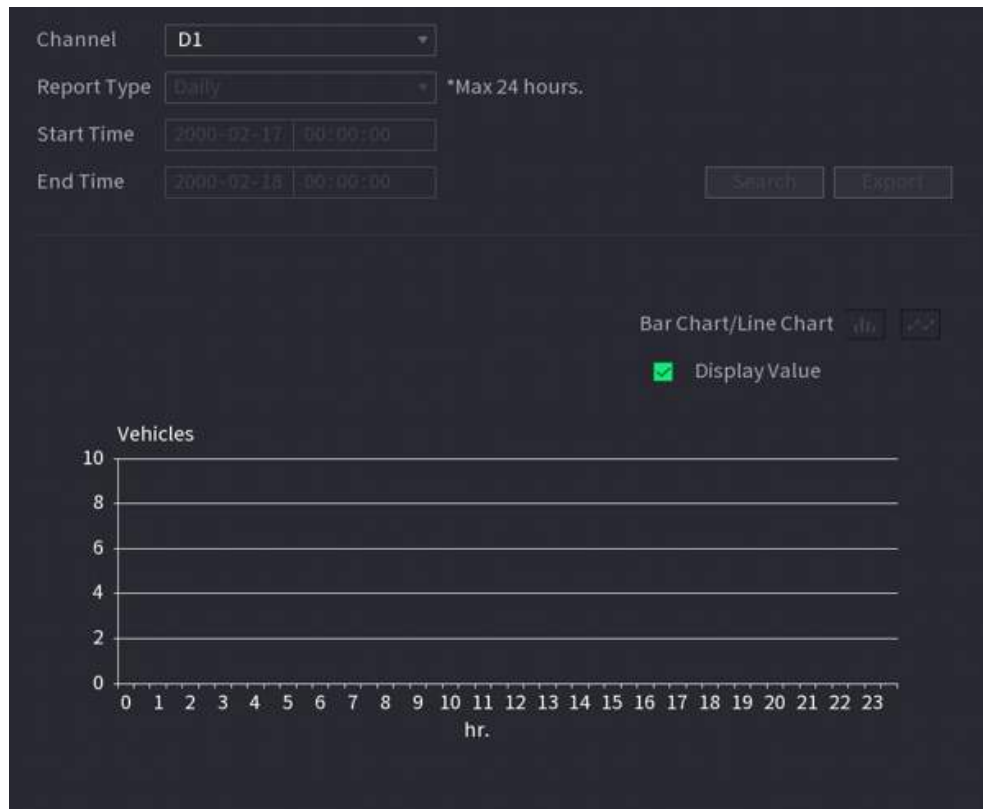 Channel D1
Report Type Daily *Max 24 hours.
Start Time 2000-02-17 00:00:00
End Time 2000-02-18 00:00:00 Search Export
Bar Chart/Line Chart
Display Value
Vehicles
10
8
6
4
2
0
0 1 2 3 4 5 6 7 8 9 10 11 12 13 14 15 16 17 18 19 20 21 22 23
hr.